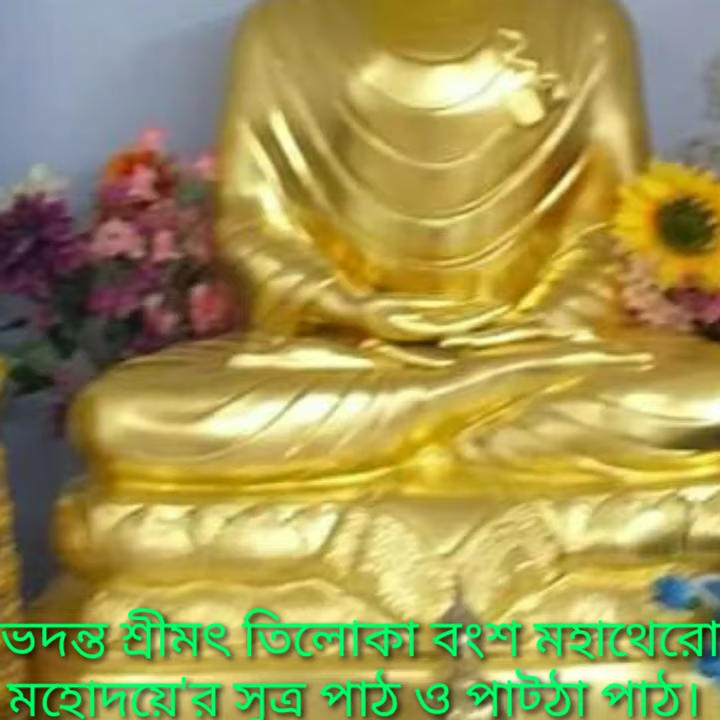 ভদন্ত শ্রীমৎ তিলোকা বংশ মহাথেরো
মহোদয়ে'র সূত্র পাঠ ও পাটঠা পাঠ।